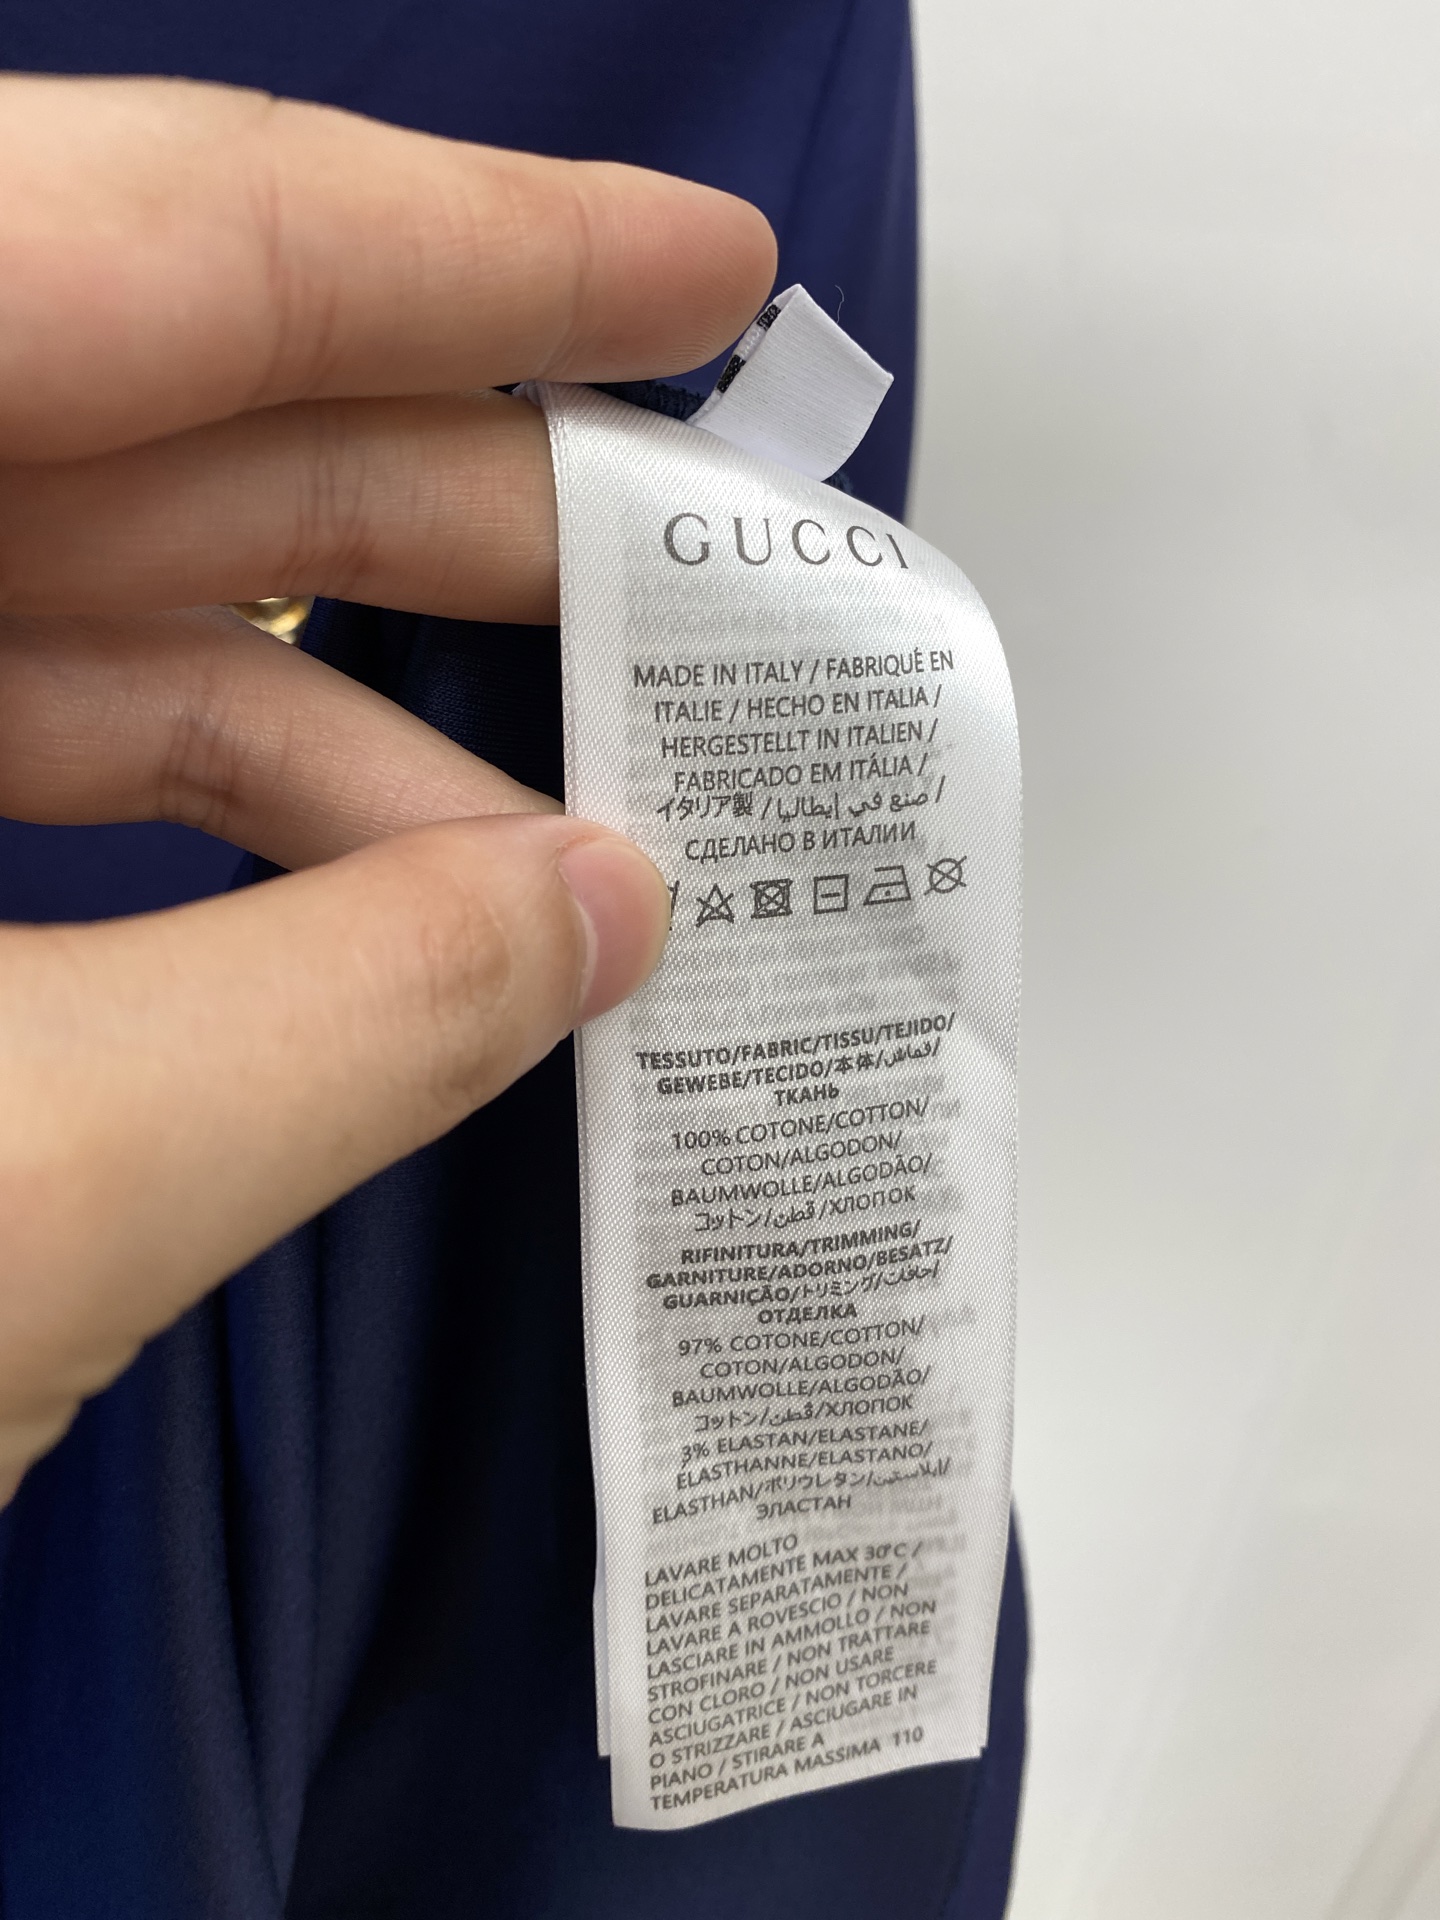 GUCCI
MADE IN ITALY / FABRIQUÉ EN
ITALIE / HECHO EN ITALIA /
HERGESTELLT IN ITALIEN /
FABRICADO EM ITÁLIA /
イタリア製 / صنع في إيطاليا /
СДЕЛАНО В ИТАЛИИ
TESSUTO/FABRIC/TISSU/TEJIDO/
GEWEBE/TECIDO/本体/قماش/
ТКАНЬ
100% COTONE/COTTON/
COTON/ALGODON/
BAUMWOLLE/ALGODÃO/
コットン/قطن/ХЛОПОК
RIFINITURA/TRIMMING/
GARNITURE/ADORNO/BESATZ/
GUARNIÇÃO/トリミング/حافات/
ОТДЕЛКА
97% COTONE/COTTON/
COTON/ALGODON/
BAUMWOLLE/ALGODÃO/
コットン/قطن/ХЛОПОК
3% ELASTAN/ELASTANE/
ELASTHANNE/ELASTANO/
ELASTHAN/ポリウレタン/إيلاستين/
ЭЛАСТАН
LAVARE MOLTO
DELICATAMENTE MAX 30°C /
LAVARE SEPARATAMENTE /
LAVARE A ROVESCIO / NON
LASCIARE IN AMMOLLO / NON
STROFINARE / NON TRATTARE
CON CLORO / NON USARE
ASCIUGATRICE / NON TORCERE
O STRIZZARE / ASCIUGARE IN
PIANO / STIRARE A
TEMPERATURA MASSIMA 110